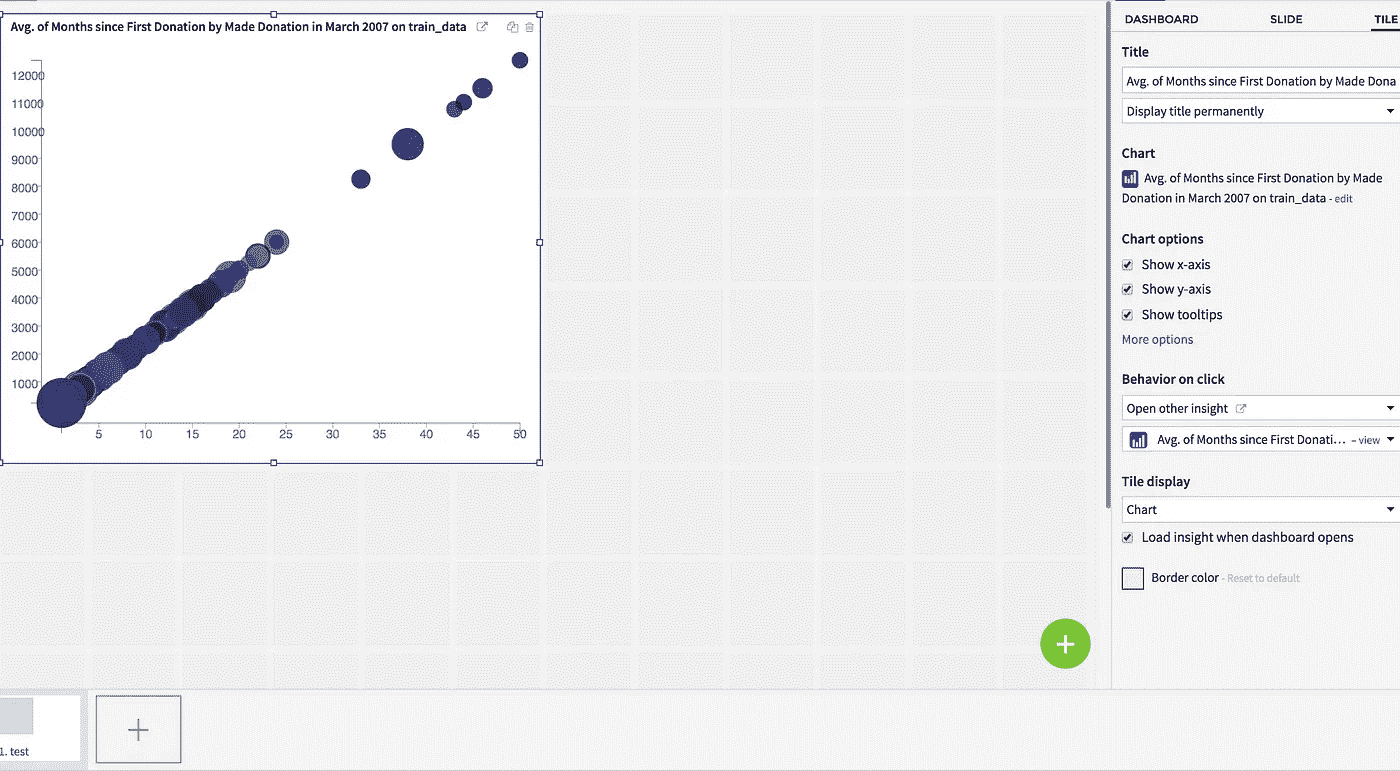 Avg. of Months since First Donation by Made Donation in March 2007 on train_data
12000
11000
10000
9000
8000
7000
6000
5000
4000
3000
2000
1000
5 10 15 20 25 30 35 40 45 50
1. test
DASHBOARD SLIDE TILE
Title
Avg. of Months since First Donation by Made Dona
Display title permanently
Chart
Avg. of Months since First Donation by Made
Donation in March 2007 on train_data - edit
Chart options
Show x-axis
Show y-axis
Show tooltips
More options
Behavior on click
Open other insight
Avg. of Months since First Donati... – view
Tile display
Chart
Load insight when dashboard opens
Border color - Reset to default